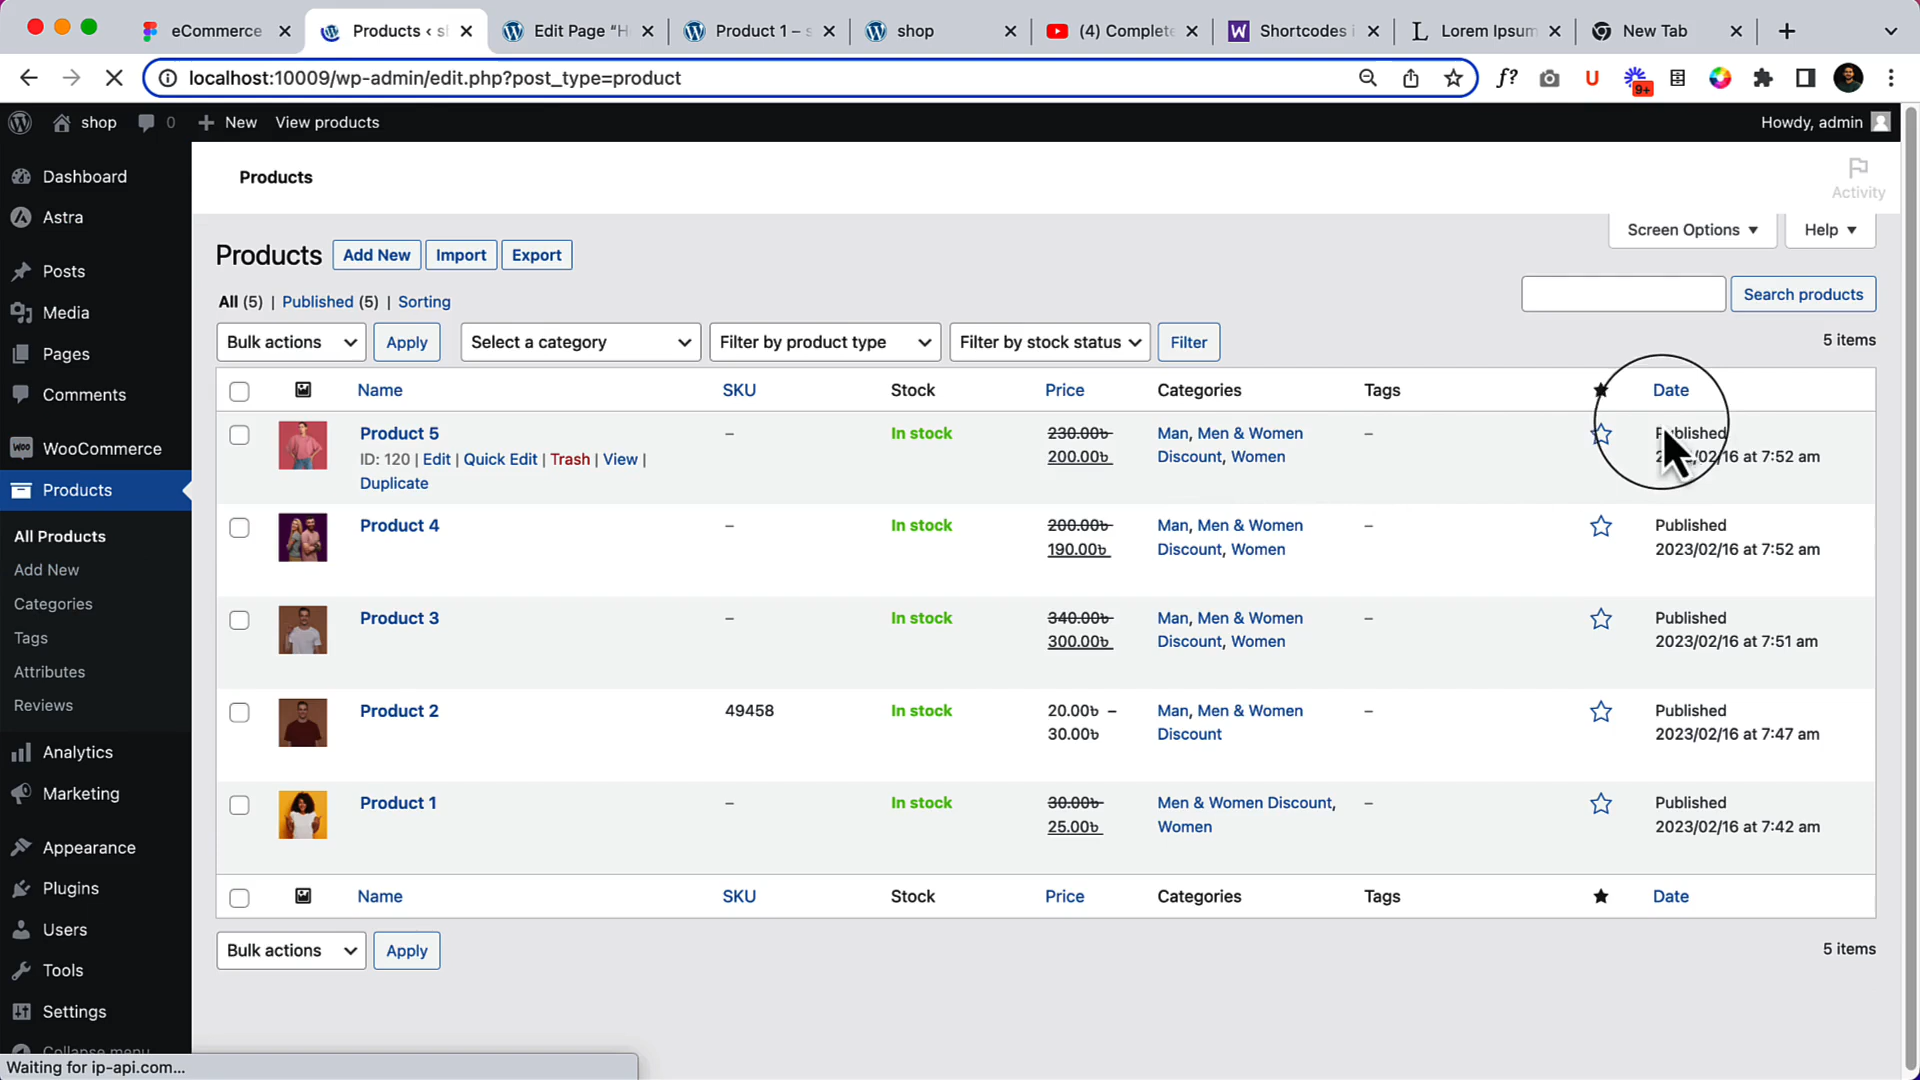 eCommerce
Products ‹ s
Edit Page “H
Product 1 – s
shop
(4) Complete
Shortcodes
Lorem Ipsum
New Tab
localhost:10009/wp-admin/edit.php?post_type=product
f?
U
9+
shop
0
New
View products
Howdy, admin
Dashboard
Astra
Posts
Media
Pages
Comments
WooCommerce
Products
All Products
Add New
Categories
Tags
Attributes
Reviews
Analytics
Marketing
Appearance
Plugins
Users
Tools
Settings
Collapse menu
Products
Activity
Screen Options
Help
Products
Add New
Import
Export
All (5) | Published (5) | Sorting
Search products
Bulk actions
Apply
Select a category
Filter by product type
Filter by stock status
Filter
5 items
Name SKU Stock Price Categories Tags Date
Product 5 – In stock 230.00৳ Man, Men & Women – Published
ID: 120 | Edit | Quick Edit | Trash | View | 200.00৳ Discount, Women at 7:52 am
Duplicate
Product 4 – In stock 200.00৳ Man, Men & Women – Published
190.00৳ Discount, Women 2023/02/16 at 7:52 am
Product 3 – In stock 340.00৳ Man, Men & Women – Published
300.00৳ Discount, Women 2023/02/16 at 7:51 am
Product 2 49458 In stock 20.00৳ – Man, Men & Women – Published
30.00৳ Discount 2023/02/16 at 7:47 am
Product 1 – In stock 30.00৳ Men & Women Discount, – Published
25.00৳ Women 2023/02/16 at 7:42 am
Name SKU Stock Price Categories Tags Date
Bulk actions
Apply
5 items
Waiting for ip-api.com...